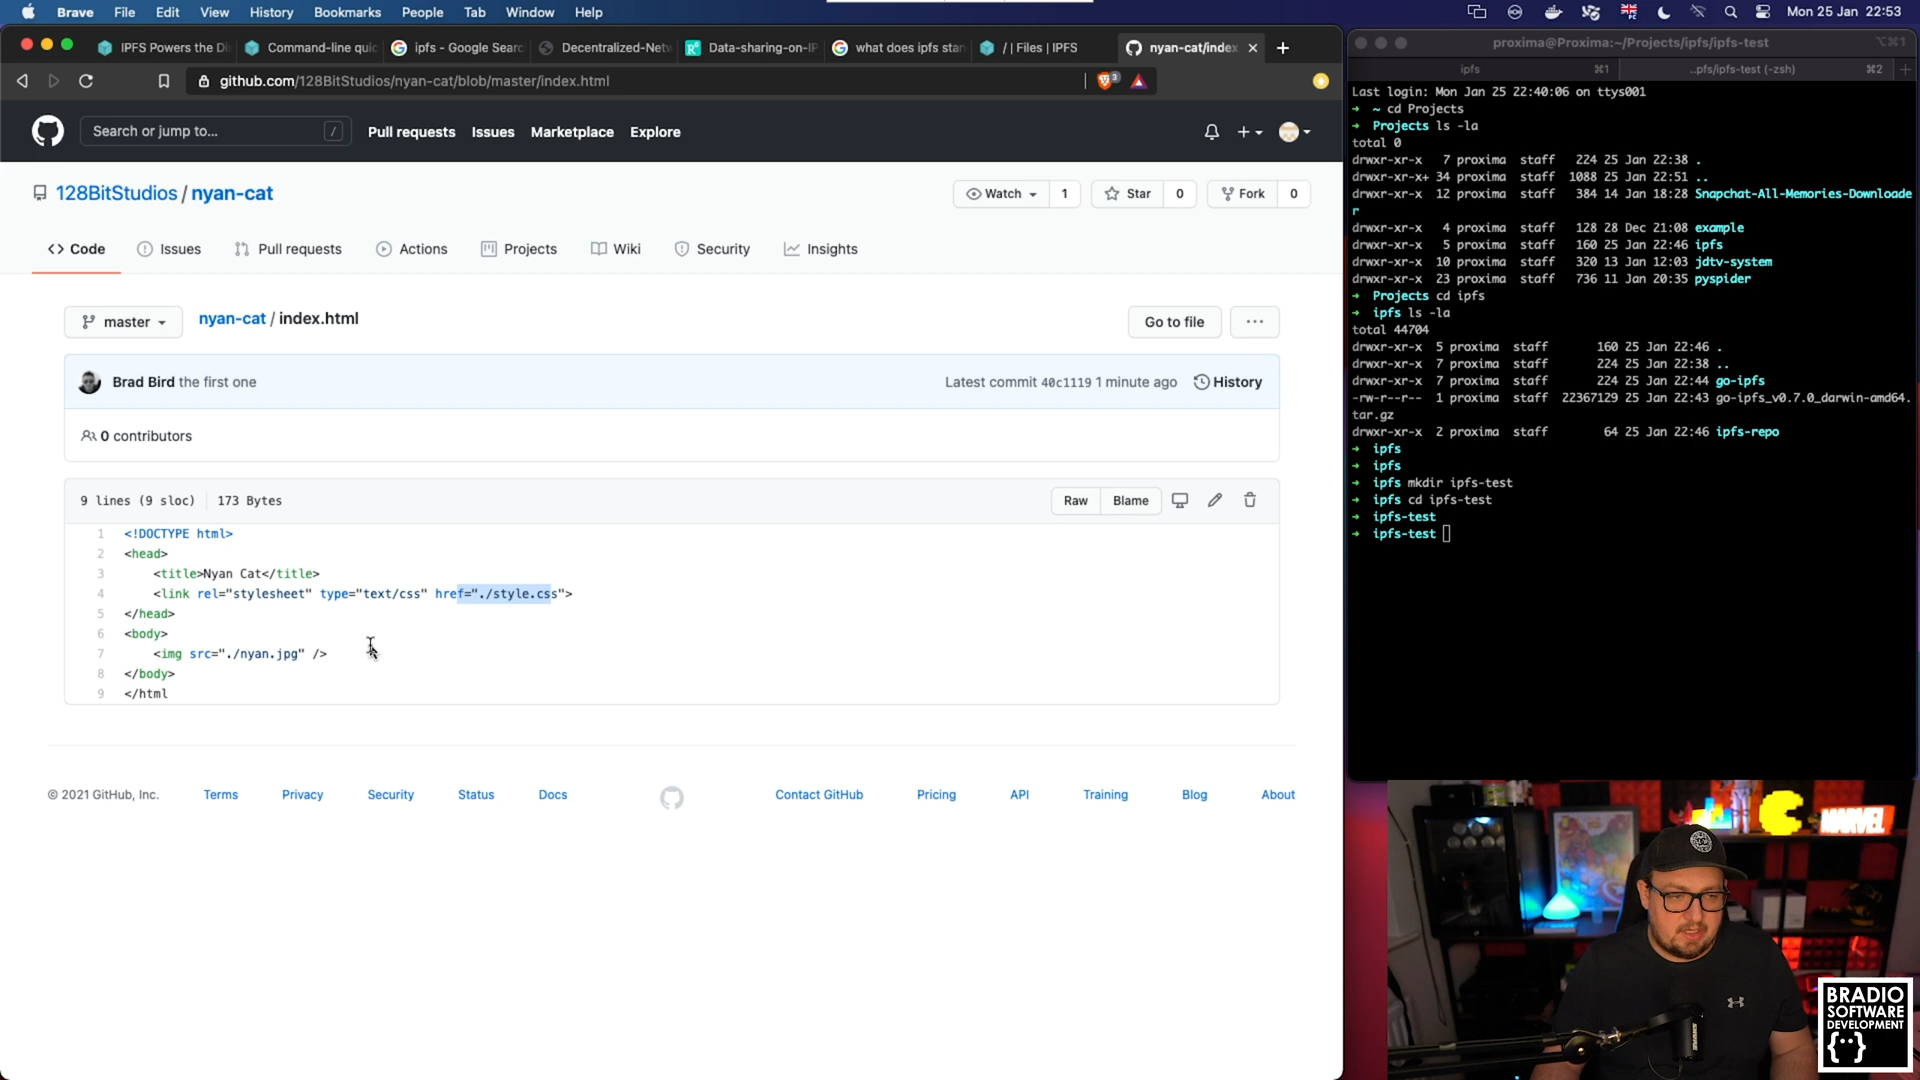 Brave File Edit View History Bookmarks People Tab Window Help
Mon 25 Jan 22:53
IPFS Powers the Di
Command-line quic
ipfs - Google Searc
Decentralized-Netw
Data-sharing-on-IP
what does ipfs stan
/ | Files | IPFS
nyan-cat/index
github.com/128BitStudios/nyan-cat/blob/master/index.html
3
Search or jump to...
/
Pull requests Issues Marketplace Explore
128BitStudios / nyan-cat
Watch 1
Star 0
Fork 0
Code Issues Pull requests Actions Projects Wiki Security Insights
master
nyan-cat / index.html
Go to file
...
Brad Bird the first one
Latest commit 40c1119 1 minute ago
History
0 contributors
9 lines (9 sloc) 173 Bytes
Raw Blame
1 <!DOCTYPE html>
2 <head>
3 <title>Nyan Cat</title>
4 <link rel="stylesheet" type="text/css" href="./style.css">
5 </head>
6 <body>
7 <img src="./nyan.jpg" />
8 </body>
9 </html
© 2021 GitHub, Inc. Terms Privacy Security Status Docs Contact GitHub Pricing API Training Blog About
proxima@Proxima:~/Projects/ipfs/ipfs-test
⌥⌘1
ipfs ⌘1 ..pfs/ipfs-test (-zsh) ⌘2
Last login: Mon Jan 25 22:40:06 on ttys001
➜ ~ cd Projects
➜ Projects ls -la
total 0
drwxr-xr-x 7 proxima staff 224 25 Jan 22:38 .
drwxr-xr-x+ 34 proxima staff 1088 25 Jan 22:51 ..
drwxr-xr-x 12 proxima staff 384 14 Jan 18:28 Snapchat-All-Memories-Downloade
r
drwxr-xr-x 4 proxima staff 128 28 Dec 21:08 example
drwxr-xr-x 5 proxima staff 160 25 Jan 22:46 ipfs
drwxr-xr-x 10 proxima staff 320 13 Jan 12:03 jdtv-system
drwxr-xr-x 23 proxima staff 736 11 Jan 20:35 pyspider
➜ Projects cd ipfs
➜ ipfs ls -la
total 44704
drwxr-xr-x 5 proxima staff 160 25 Jan 22:46 .
drwxr-xr-x 7 proxima staff 224 25 Jan 22:38 ..
drwxr-xr-x 7 proxima staff 224 25 Jan 22:44 go-ipfs
-rw-r--r-- 1 proxima staff 22367129 25 Jan 22:43 go-ipfs_v0.7.0_darwin-amd64.
tar.gz
drwxr-xr-x 2 proxima staff 64 25 Jan 22:46 ipfs-repo
➜ ipfs
➜ ipfs
➜ ipfs mkdir ipfs-test
➜ ipfs cd ipfs-test
➜ ipfs-test
➜ ipfs-test
MARVEL
SHURE
BRADIO
SOFTWARE
DEVELOPMENT
{··}